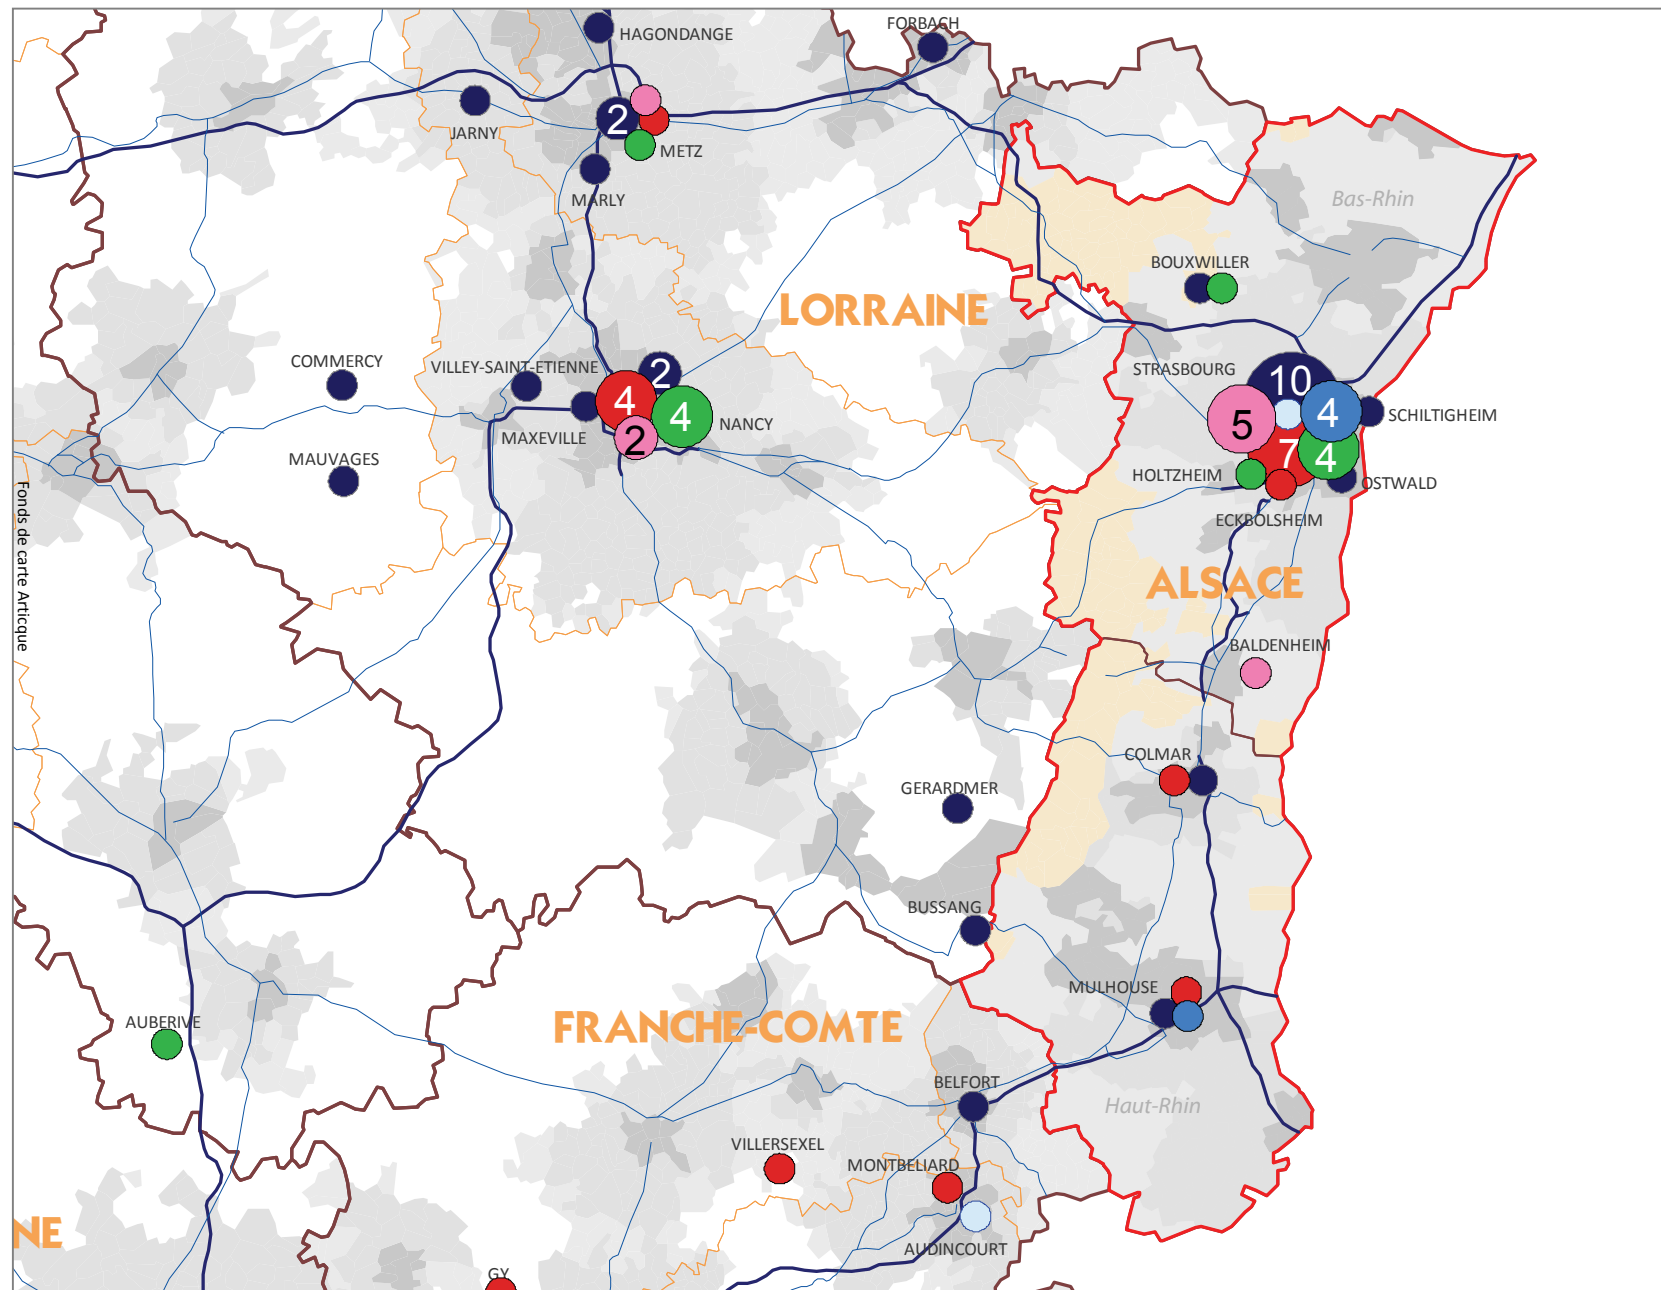 FORBACH
HAGONDANGE
JARNY
2
METZ
MARLY
Bas-Rhin
BOUXWILLER
LORRAINE
COMMERCY
VILLEY-SAINT-ETIENNE
2
4
4
2
NANCY
MAXEVILLE
STRASBOURG
10
5
4
SCHILTIGHEIM
7
4
MAUVAGES
HOLTZHEIM
OSTWALD
ECKBOLSHEIM
Fonds de carte Articque
ALSACE
BALDENHEIM
COLMAR
GERARDMER
BUSSANG
MULHOUSE
AUBERIVE
FRANCHE-COMTE
BELFORT
Haut-Rhin
VILLERSEXEL
MONTBELIARD
NE
AUDINCOURT
GY